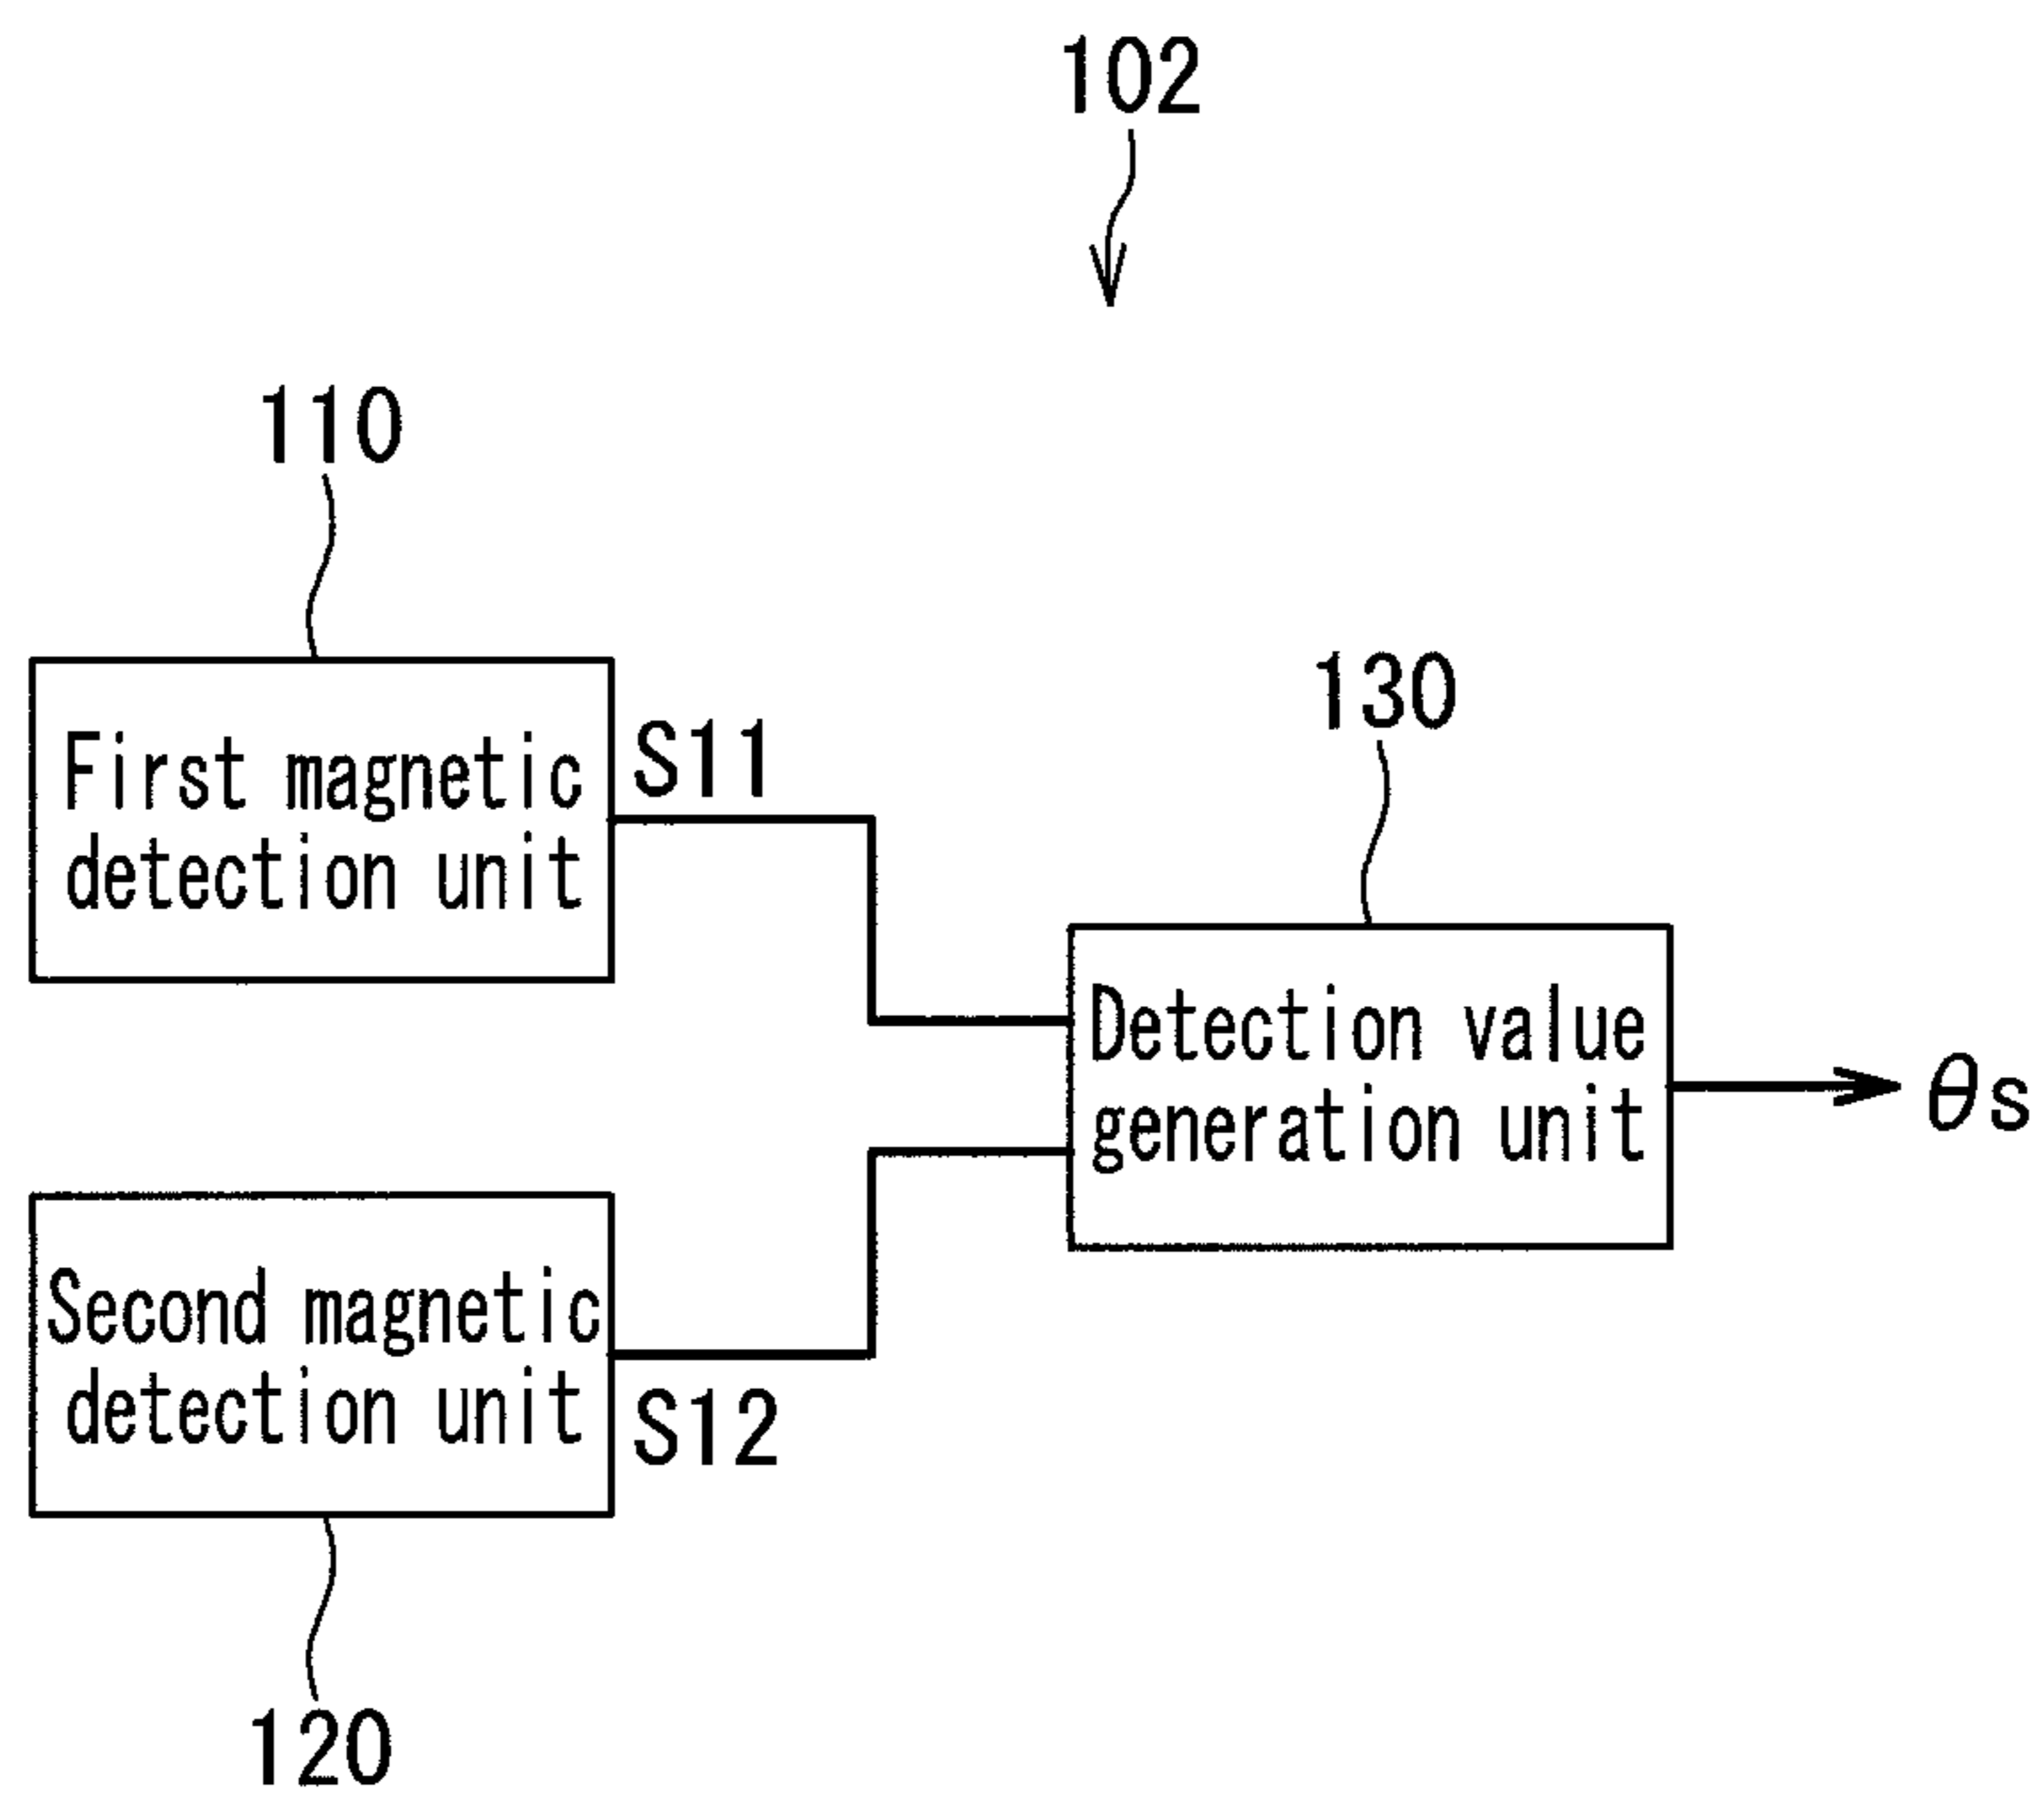 102
110
First magnetic
detection unit
S11
130
Detection value
generation unit
θs
Second magnetic
detection unit
S12
120